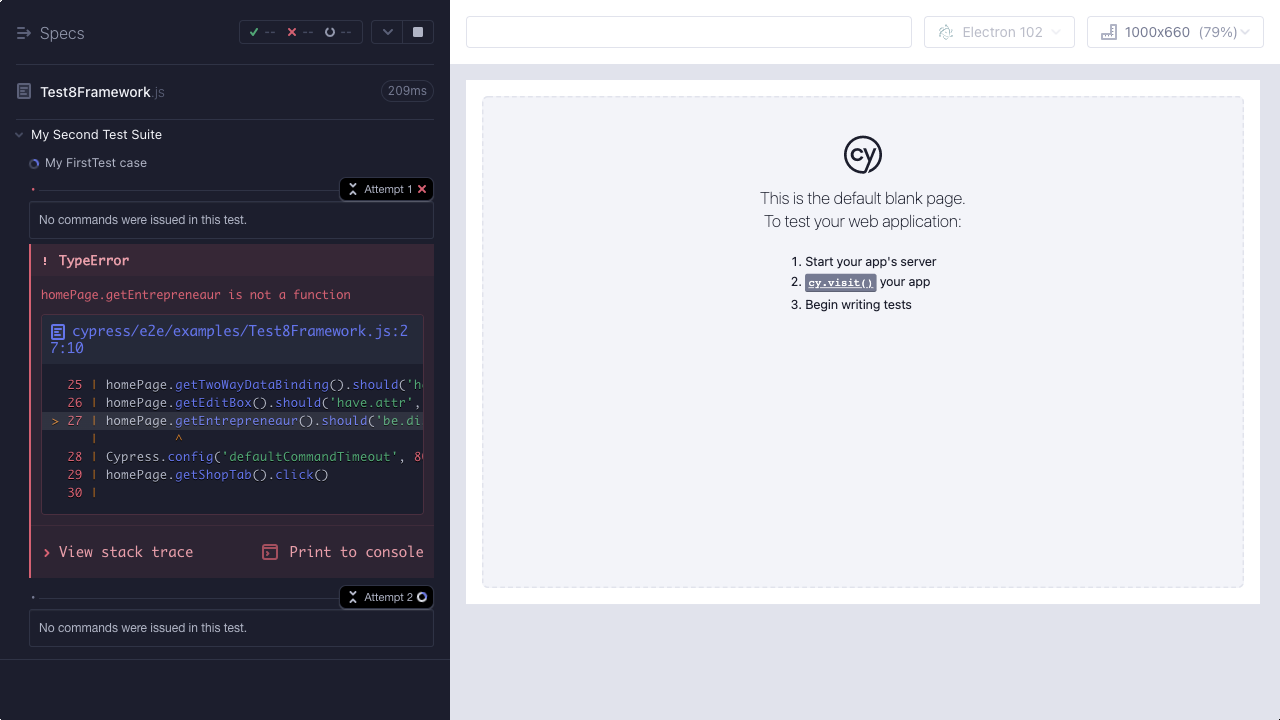 Specs
--
--
--
Electron 102
1000x660 (79%)
Test8Framework.js
209ms
My Second Test Suite
My FirstTest case
Attempt 1
No commands were issued in this test.
! TypeError
homePage.getEntrepreneaur is not a function
cypress/e2e/examples/Test8Framework.js:2
7:10
25 | homePage.getTwoWayDataBinding().should('h
26 | homePage.getEditBox().should('have.attr',
> 27 | homePage.getEntrepreneaur().should('be.di
| ^
28 | Cypress.config('defaultCommandTimeout', 80
29 | homePage.getShopTab().click()
30 |
> View stack trace
Print to console
Attempt 2
No commands were issued in this test.
cy
This is the default blank page.
To test your web application:
1. Start your app's server
2. cy.visit() your app
3. Begin writing tests